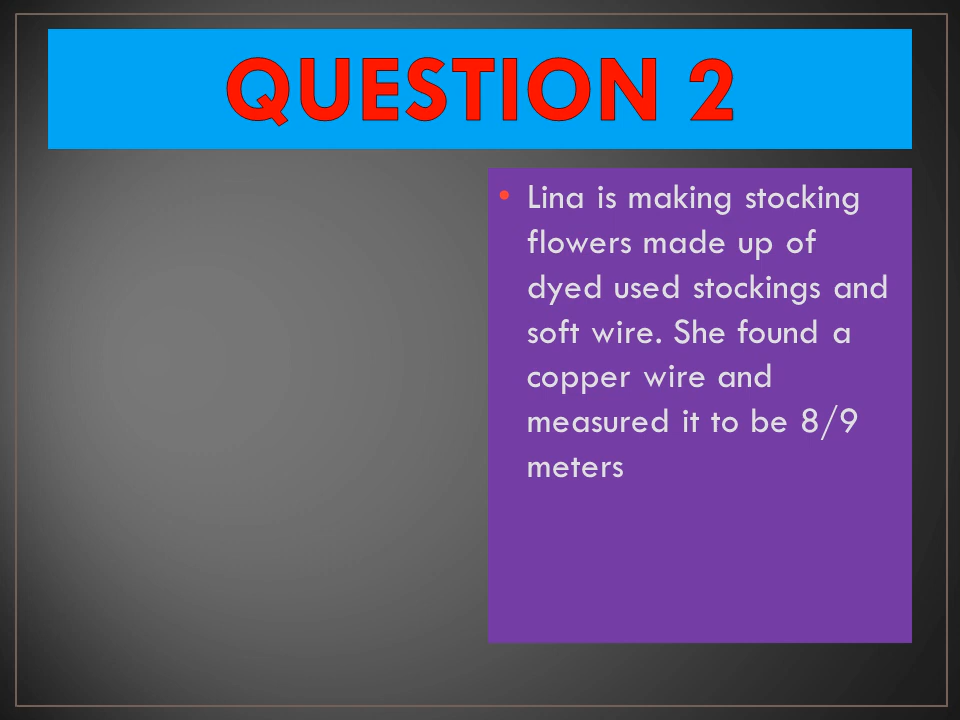 QUESTION 2
• Lina is making stocking
flowers made up of
dyed used stockings and
soft wire. She found a
copper wire and
measured it to be 8/9
meters